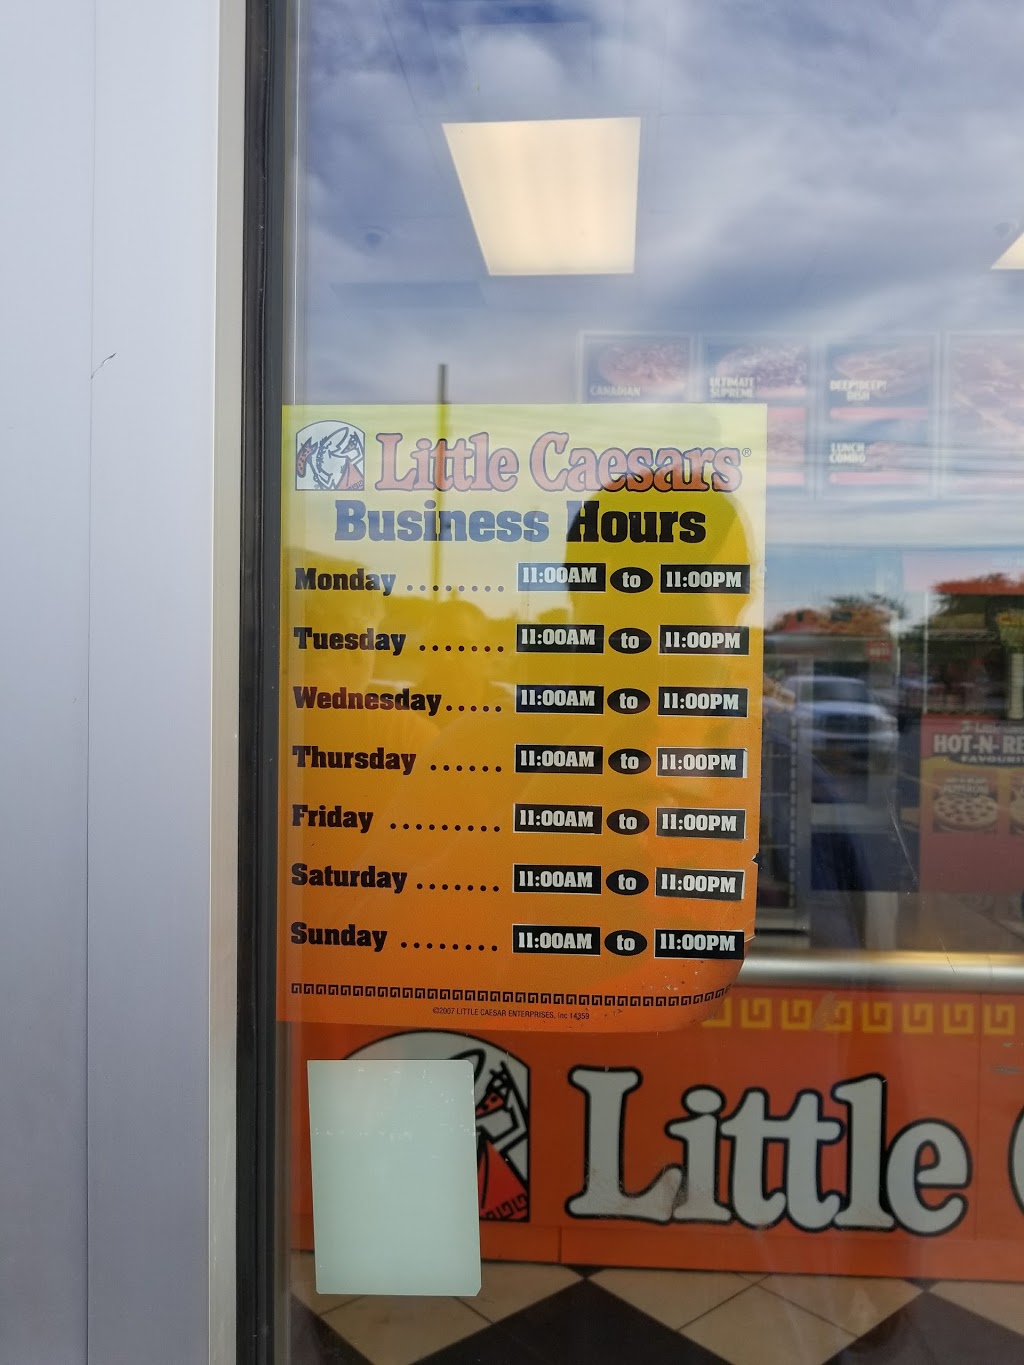 CANADIAN
ULTIMATE SUPREME
DEEP!DEEP! DISH
LUNCH COMBO
Little Caesars®
Business Hours
Monday ........ 11:00AM to 11:00PM
Tuesday ....... 11:00AM to 11:00PM
Wednesday..... 11:00AM to 11:00PM
Thursday ...... 11:00AM to 11:00PM
Friday ......... 11:00AM to 11:00PM
Saturday ....... 11:00AM to 11:00PM
Sunday ........ 11:00AM to 11:00PM
©2007 LITTLE CAESAR ENTERPRISES, Inc 14359
HOT-N-RE
FAVOURI
Little